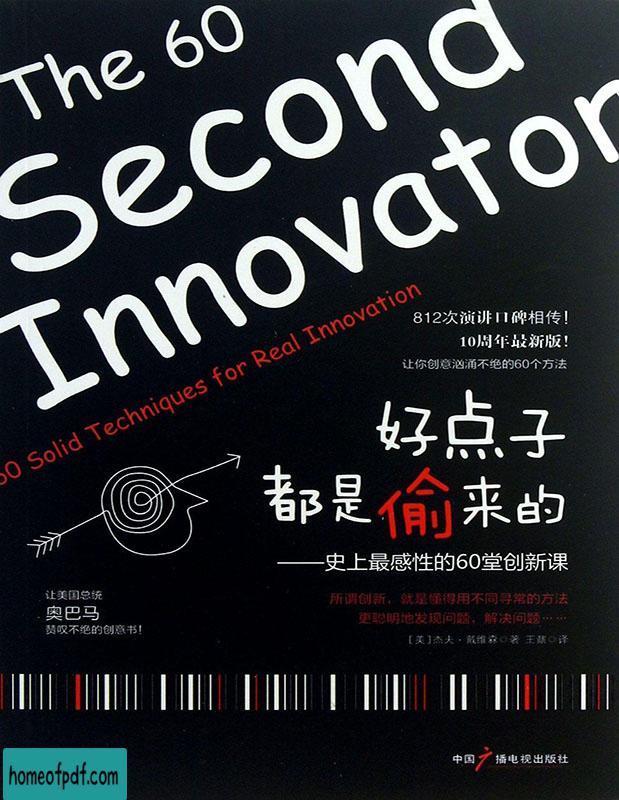 The 60
Second
Innovator
60 Solid Techniques for Real Innovation
812次演讲口碑相传！
10周年最新版！
让你创意汹涌不绝的60个方法
好点子
都是偷来的
——史上最感性的60堂创新课
所谓创新，就是懂得用不同寻常的方法
更聪明地发现问题，解决问题……
[美]杰夫·戴维森◎著 王喆◎译
让美国总统
奥巴马
赞叹不绝的创意书！
中国广播电视出版社
homeofpdf.com